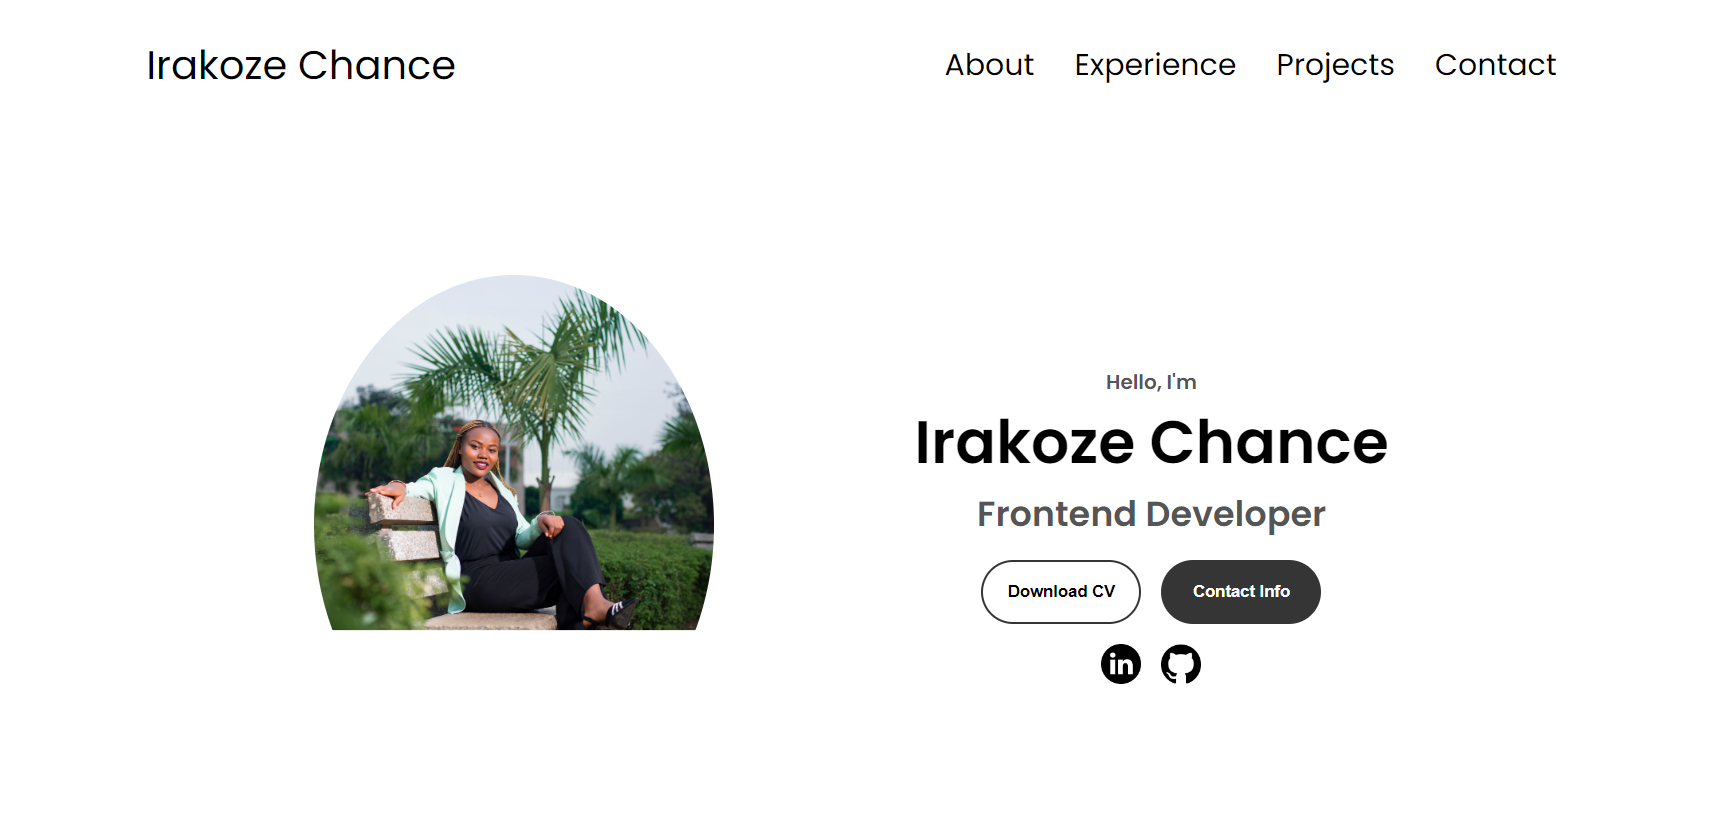 Irakoze Chance
About Experience Projects Contact
Hello, I'm
Irakoze Chance
Frontend Developer
Download CV
Contact Info
in